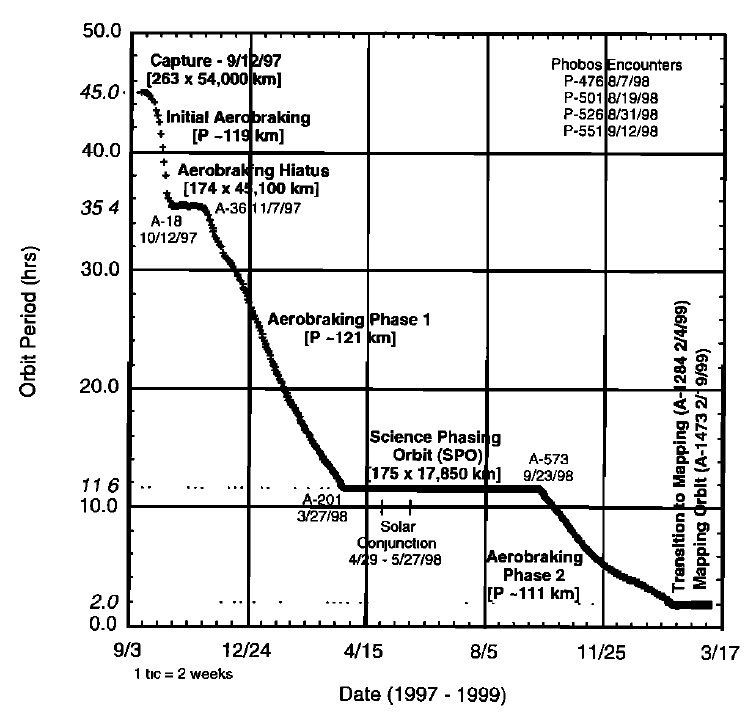 50.0
Capture - 9/12/97
[263 x 54,000 km]
Phobos Encounters
P-476 8/7/98
P-501 8/19/98
P-526 8/31/98
P-551 9/12/98
45.0
Initial Aerobraking
[P ~119 km]
40.0
Aerobraking Hiatus
[174 x 45,100 km]
35 4
A-18
10/12/97
A-36 11/7/97
30.0
Aerobraking Phase 1
[P ~121 km]
20.0
Science Phasing
Orbit (SPO)
[175 x 17,850 km]
A-573
9/23/98
11 6
10.0
A-201
3/27/98
Solar
Conjunction
4/29 - 5/27/98
Aerobraking
Phase 2
[P ~111 km]
Transition to Mapping (A-1284 2/4/99)
Mapping Orbit (A-1473 2/ 9/99)
2.0
0.0
Orbit Period (hrs)
9/3 12/24 4/15 8/5 11/25 3/17
1 tic = 2 weeks
Date (1997 - 1999)